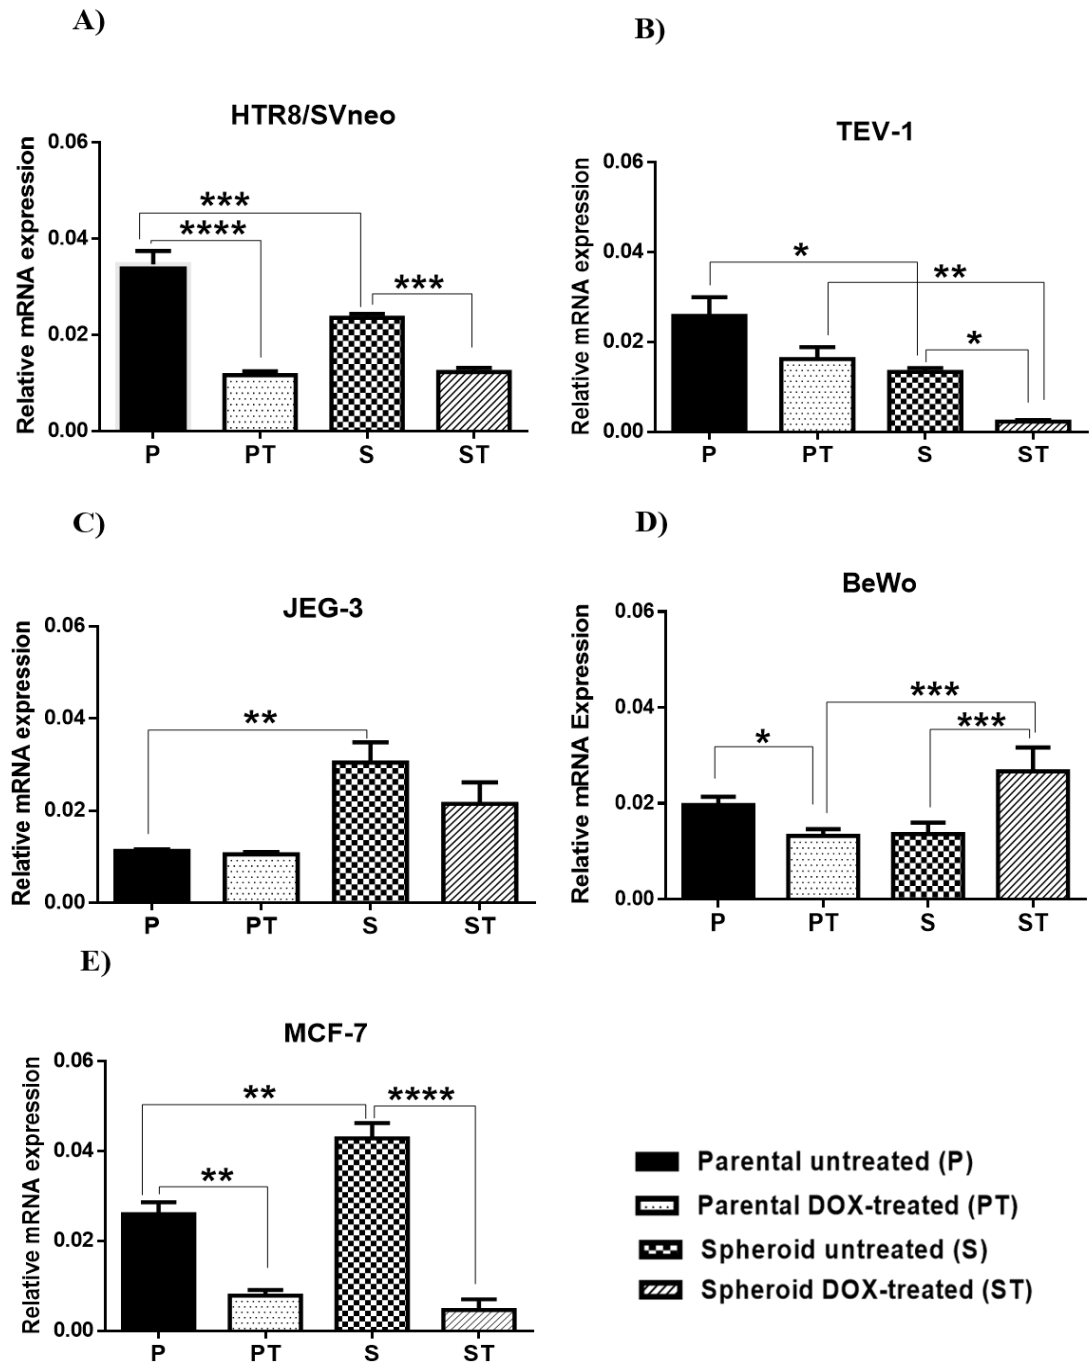 A)
HTR8/SVneo
Relative mRNA expression
0.06
0.04
0.02
0.00
***
****
***
P PT S ST
B)
TEV-1
Relative mRNA expression
0.06
0.04
0.02
0.00
*
**
*
P PT S ST
C)
JEG-3
Relative mRNA expression
0.06
0.04
0.02
0.00
**
P PT S ST
D)
BeWo
Relative mRNA Expression
0.06
0.04
0.02
0.00
*
***
***
P PT S ST
E)
MCF-7
Relative mRNA expression
0.06
0.04
0.02
0.00
**
**
****
P PT S ST
Parental untreated (P)
Parental DOX-treated (PT)
Spheroid untreated (S)
Spheroid DOX-treated (ST)